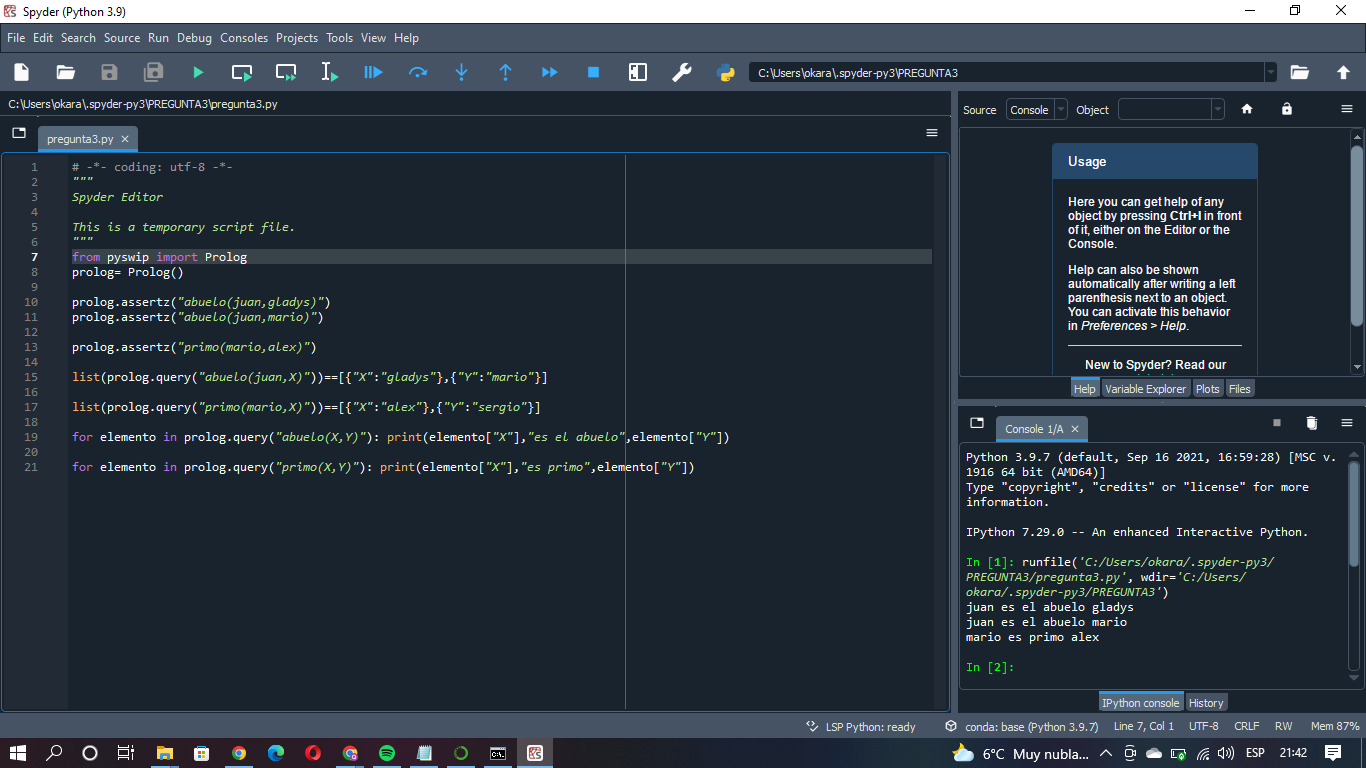 Spyder (Python 3.9)
File Edit Search Source Run Debug Consoles Projects Tools View Help
C:\Users\okara\.spyder-py3\PREGUNTA3
C:\Users\okara\.spyder-py3\PREGUNTA3\pregunta3.py
pregunta3.py
1 # -*- coding: utf-8 -*-
2 """
3 Spyder Editor
4
5 This is a temporary script file.
6 """
7 from pyswip import Prolog
8 prolog= Prolog()
9
10 prolog.assertz("abuelo(juan,gladys)")
11 prolog.assertz("abuelo(juan,mario)")
12
13 prolog.assertz("primo(mario,alex)")
14
15 list(prolog.query("abuelo(juan,X)"))==[{"X":"gladys"},{"Y":"mario"}]
16
17 list(prolog.query("primo(mario,X)"))==[{"X":"alex"},{"Y":"sergio"}]
18
19 for elemento in prolog.query("abuelo(X,Y)"): print(elemento["X"],"es el abuelo",elemento["Y"])
20
21 for elemento in prolog.query("primo(X,Y)"): print(elemento["X"],"es primo",elemento["Y"])
Source Console Object
Usage
Here you can get help of any
object by pressing Ctrl+I in front
of it, either on the Editor or the
Console.
Help can also be shown
automatically after writing a left
parenthesis next to an object.
You can activate this behavior
in Preferences > Help.
New to Spyder? Read our
Help Variable Explorer Plots Files
Console 1/A
Python 3.9.7 (default, Sep 16 2021, 16:59:28) [MSC v.
1916 64 bit (AMD64)]
Type "copyright", "credits" or "license" for more
information.
IPython 7.29.0 -- An enhanced Interactive Python.
In [1]: runfile('C:/Users/okara/.spyder-py3/
PREGUNTA3/pregunta3.py', wdir='C:/Users/
okara/.spyder-py3/PREGUNTA3')
juan es el abuelo gladys
juan es el abuelo mario
mario es primo alex
In [2]:
IPython console History
LSP Python: ready conda: base (Python 3.9.7) Line 7, Col 1 UTF-8 CRLF RW Mem 87%
6°C Muy nubla... ESP 21:42